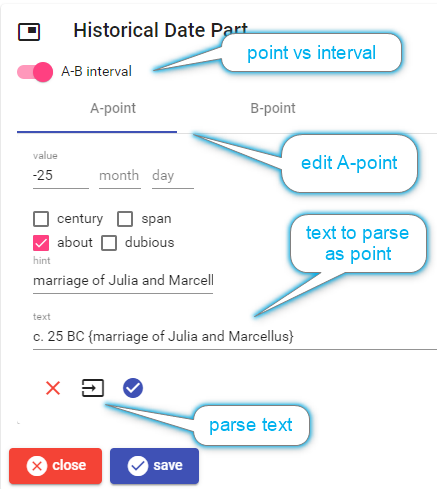 Historical Date Part
point vs interval
A-B interval
A-point
B-point
edit A-point
value
-25
month
day
century
span
about
dubious
text to parse
as point
hint
marriage of Julia and Marcell
text
c. 25 BC {marriage of Julia and Marcellus}
parse text
close
save